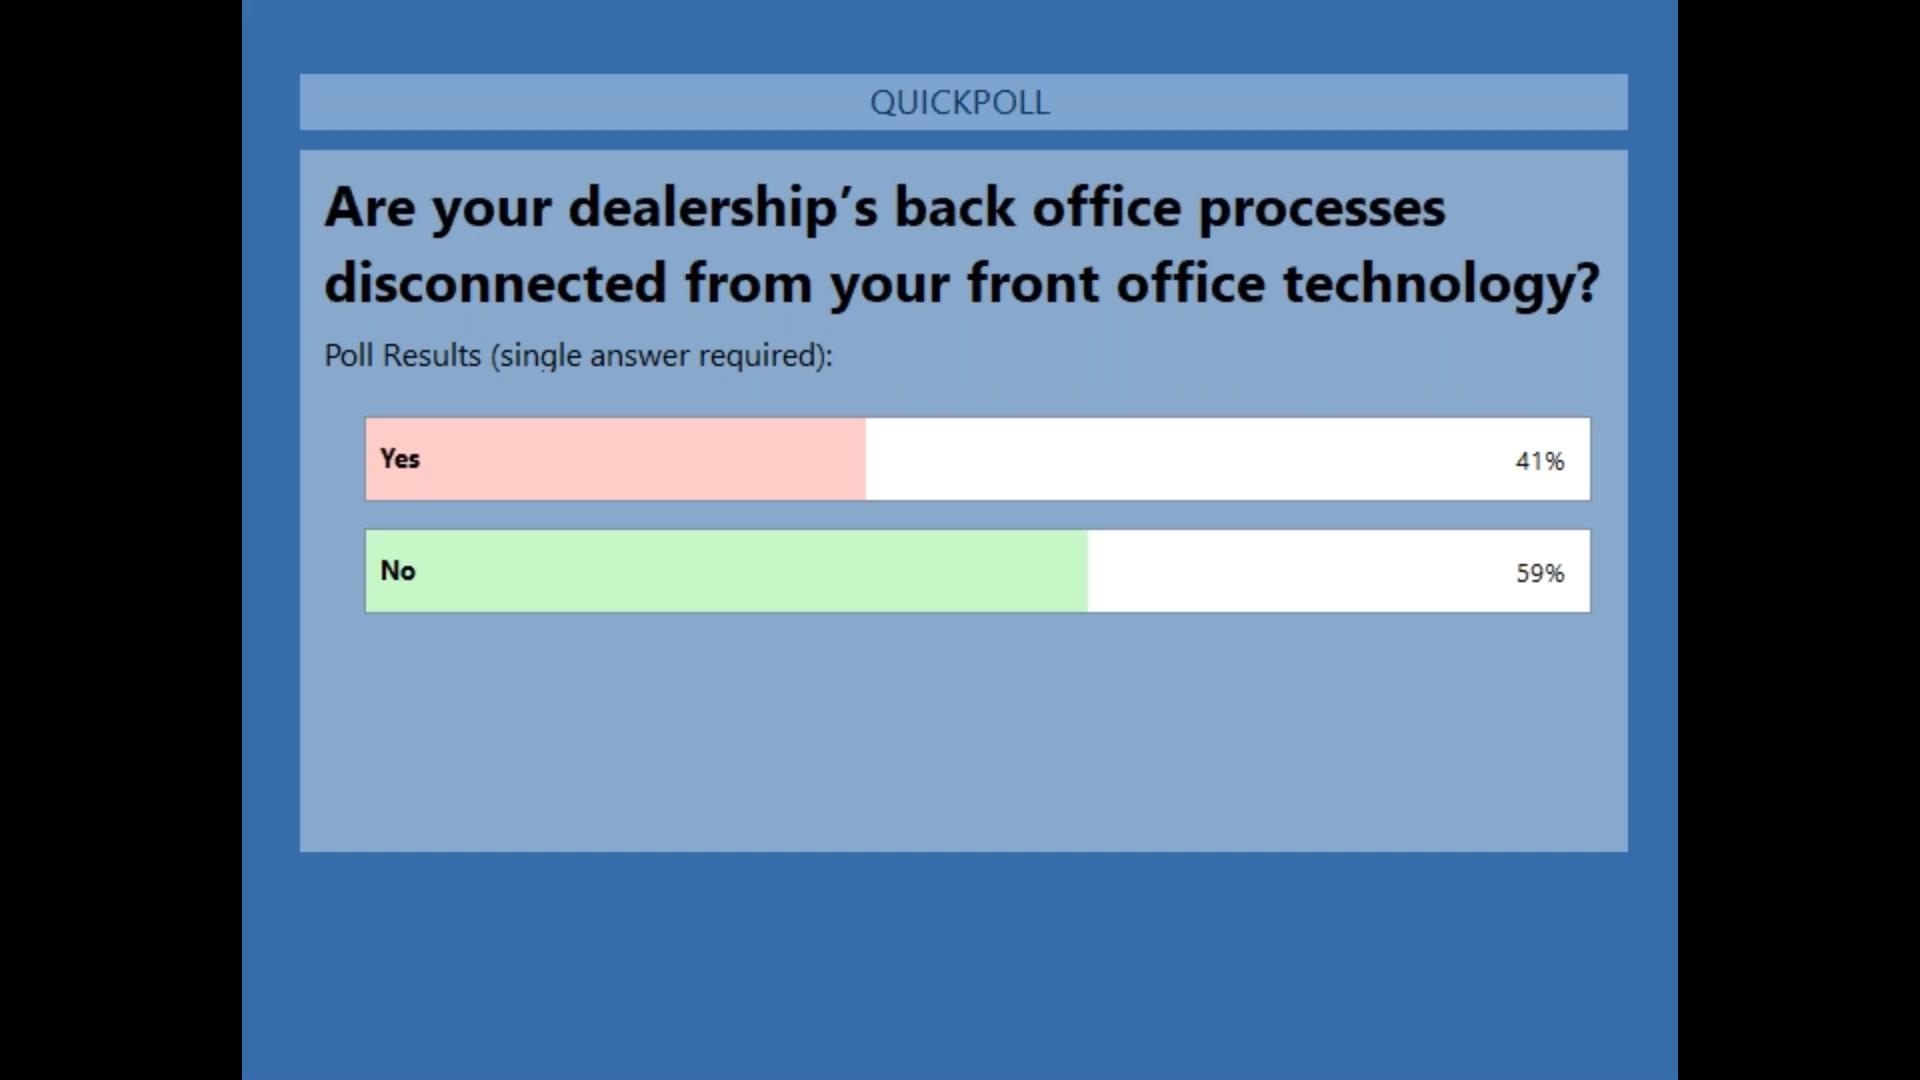 QUICKPOLL
Are your dealership’s back office processes
disconnected from your front office technology?
Poll Results (single answer required):
Yes 41%
No 59%